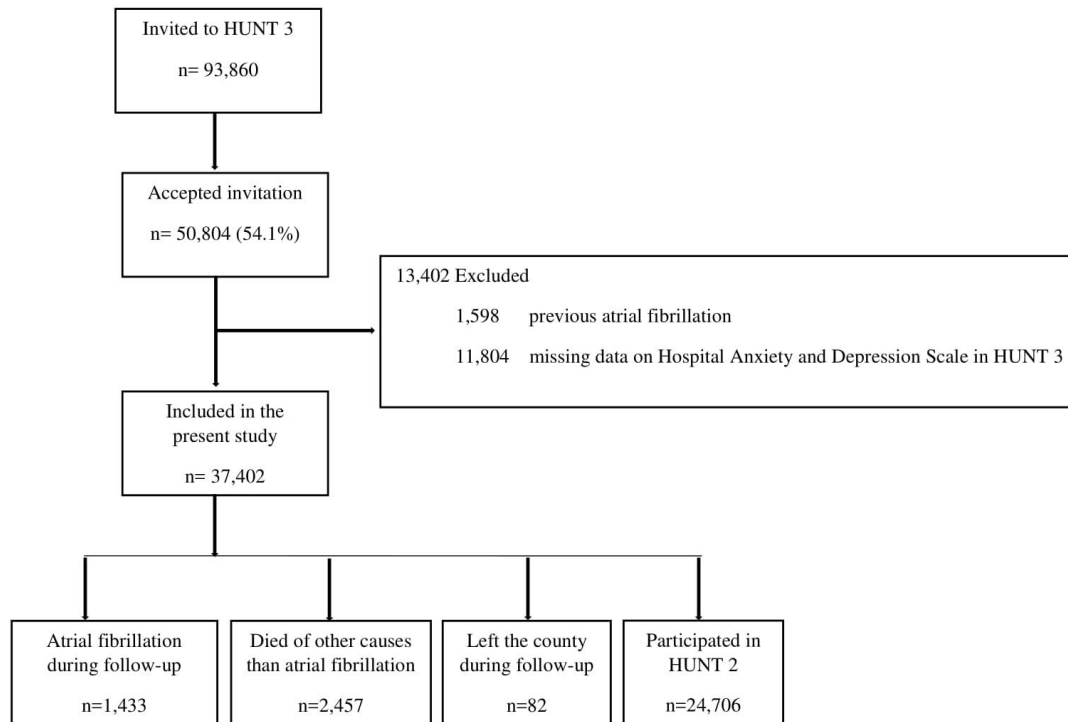 Invited to HUNT 3
n= 93,860
Accepted invitation
n= 50,804 (54.1%)
13,402 Excluded
1,598 previous atrial fibrillation
11,804 missing data on Hospital Anxiety and Depression Scale in HUNT 3
Included in the
present study
n= 37,402
Atrial fibrillation
during follow-up
n=1,433
Died of other causes
than atrial fibrillation
n=2,457
Left the county
during follow-up
n=82
Participated in
HUNT 2
n=24,706